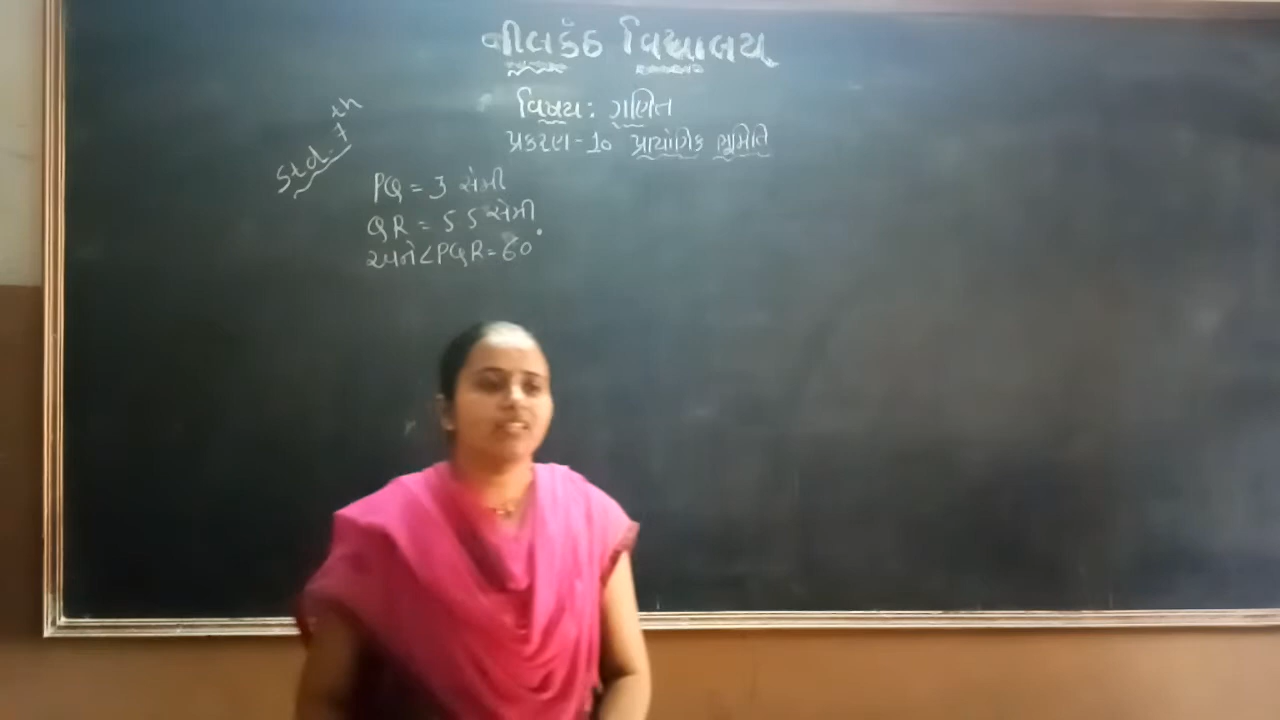 નીલકંઠ વિદ્યાલય
વિષય: ગણિત
પ્રકરણ-10 પ્રાયોગિક ભૂમિતિ
Std. 7th
PQ = 3 સેમી
QR = 5 5 સેમી
અને ∠PQR = 60°